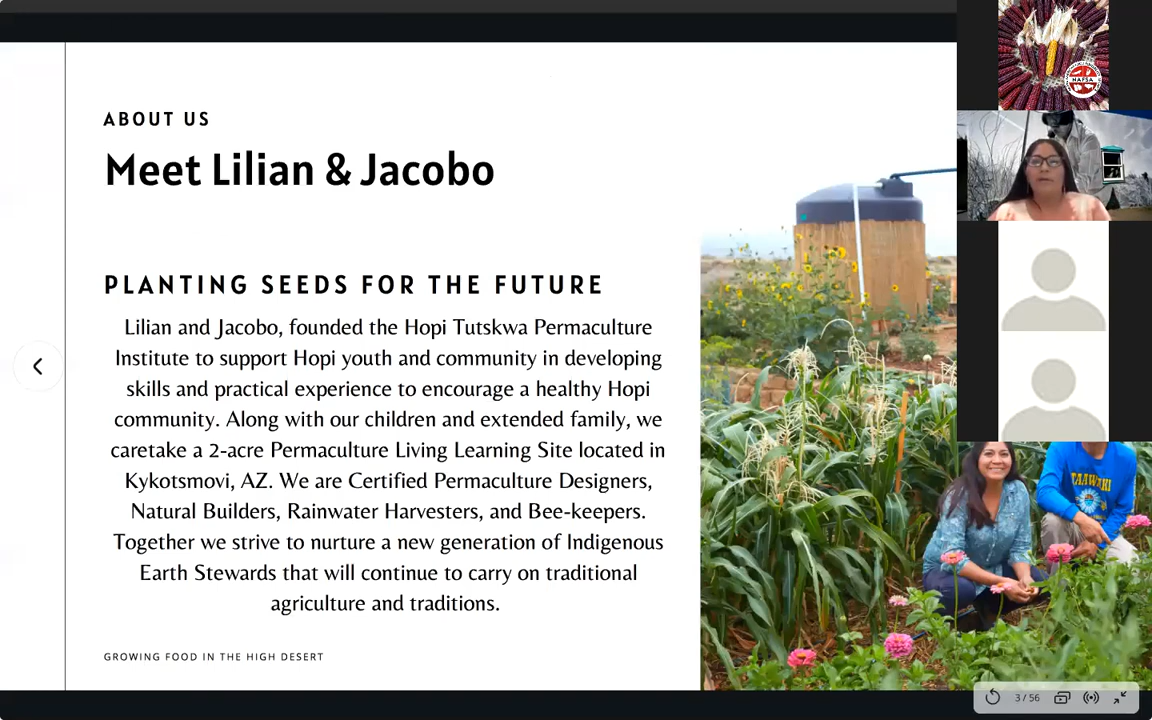 ABOUT US
Meet Lilian & Jacobo
PLANTING SEEDS FOR THE FUTURE
Lilian and Jacobo, founded the Hopi Tutskwa Permaculture
Institute to support Hopi youth and community in developing
skills and practical experience to encourage a healthy Hopi
community. Along with our children and extended family, we
caretake a 2-acre Permaculture Living Learning Site located in
Kykotsmovi, AZ. We are Certified Permaculture Designers,
Natural Builders, Rainwater Harvesters, and Bee-keepers.
Together we strive to nurture a new generation of Indigenous
Earth Stewards that will continue to carry on traditional
agriculture and traditions.
GROWING FOOD IN THE HIGH DESERT
NAFSA
3 / 56